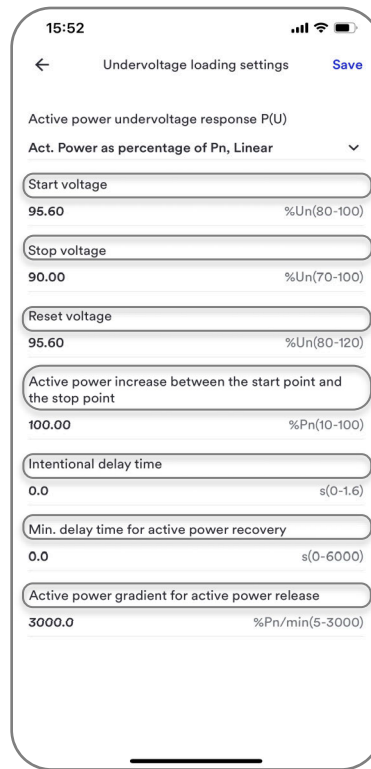 15:52
Undervoltage loading settings Save
Active power undervoltage response P(U)
Act. Power as percentage of Pn, Linear
Start voltage
95.60 %Un(80-100)
Stop voltage
90.00 %Un(70-100)
Reset voltage
95.60 %Un(80-120)
Active power increase between the start point and
the stop point
100.00 %Pn(10-100)
Intentional delay time
0.0 s(0-1.6)
Min. delay time for active power recovery
0.0 s(0-6000)
Active power gradient for active power release
3000.0 %Pn/min(5-3000)